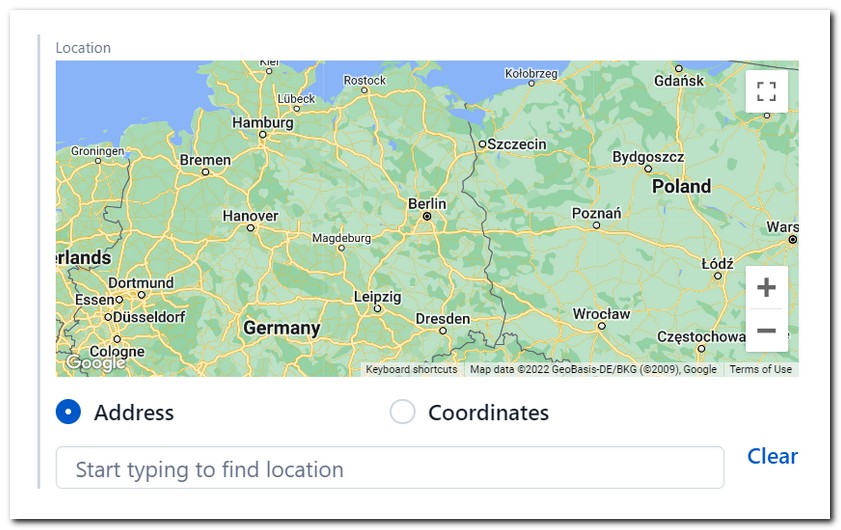 Location
Kiel
Rostock
Kołobrzeg
Gdańsk
Lübeck
Hamburg
Groningen
Bremen
Szczecin
Bydgoszcz
Poland
Berlin
Hanover
Poznań
Magdeburg
Wars
erlands
Łódź
Dortmund
Essen
Leipzig
Düsseldorf
Germany
Dresden
Wrocław
Częstochowa
Cologne
Google
Keyboard shortcuts
Map data ©2022 GeoBasis-DE/BKG (©2009), Google
Terms of Use
Address
Coordinates
Start typing to find location
Clear